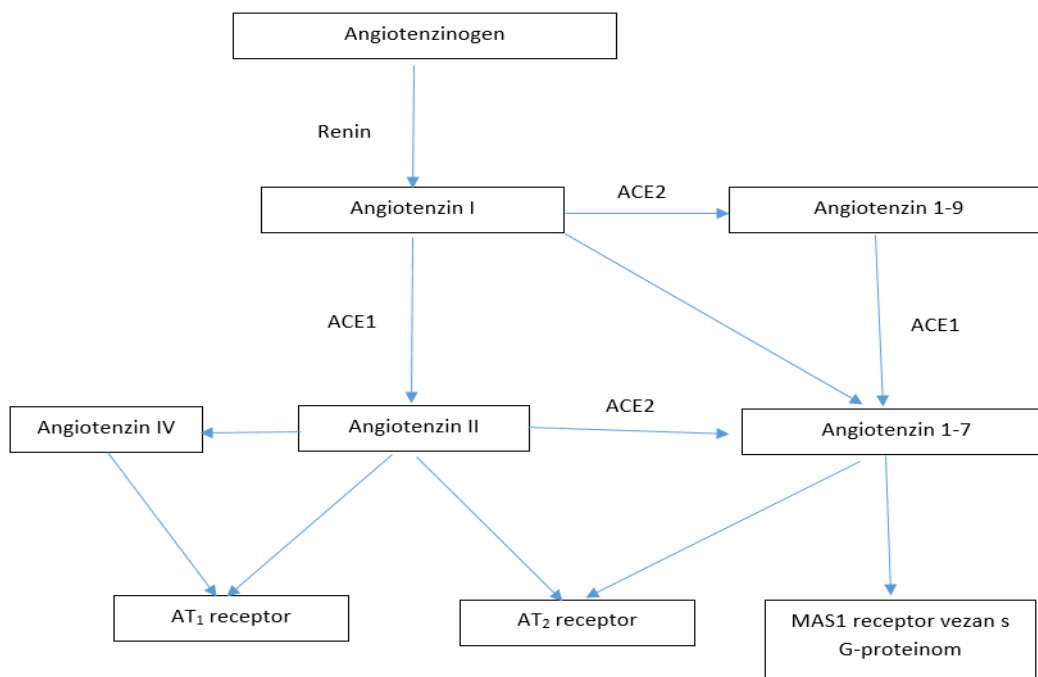 Angiotenzinogen
Renin
Angiotenzin I
ACE2
Angiotenzin 1-9
ACE1
ACE1
Angiotenzin IV
Angiotenzin II
ACE2
Angiotenzin 1-7
AT₁ receptor
AT₂ receptor
MAS1 receptor vezan s
G-proteinom